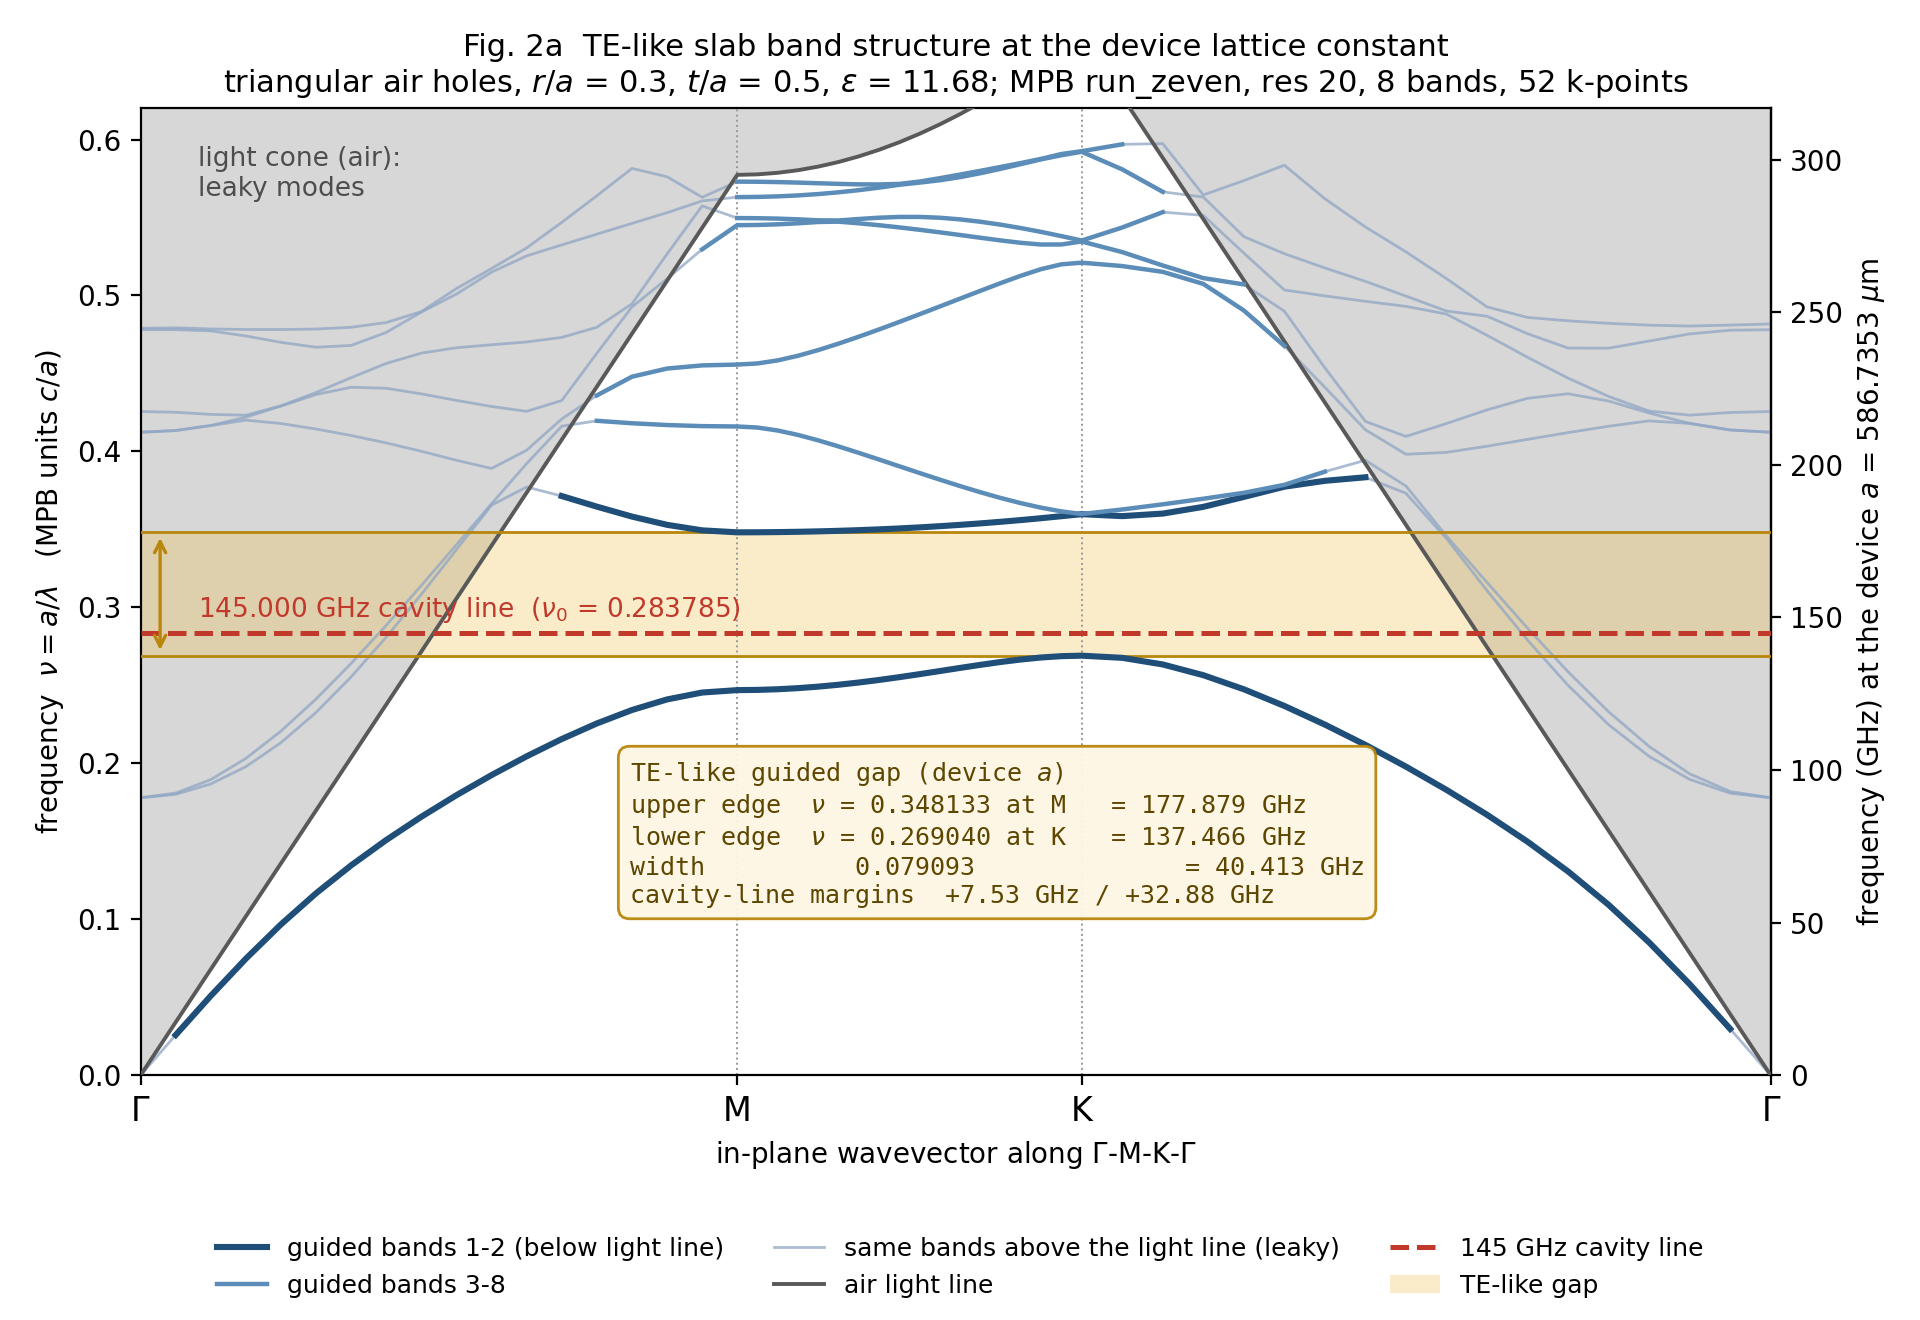 Fig. 2a  TE-like slab band structure at the device lattice constant
triangular air holes, r/a = 0.3, t/a = 0.5, ε = 11.68; MPB run_zeven, res 20, 8 bands, 52 k-points
light cone (air):
leaky modes
0.6
0.5
0.4
0.3
0.2
0.1
0.0
frequency ν = a/λ (MPB units c/a)
300
250
200
150
100
50
0
frequency (GHz) at the device a = 586.7353 μm
145.000 GHz cavity line (ν₀ = 0.283785)
TE-like guided gap (device a)
upper edge ν = 0.348133 at M = 177.879 GHz
lower edge ν = 0.269040 at K = 137.466 GHz
width 0.079093 = 40.413 GHz
cavity-line margins +7.53 GHz / +32.88 GHz
Γ M K Γ
in-plane wavevector along Γ-M-K-Γ
guided bands 1-2 (below light line)
guided bands 3-8
same bands above the light line (leaky)
air light line
145 GHz cavity line
TE-like gap